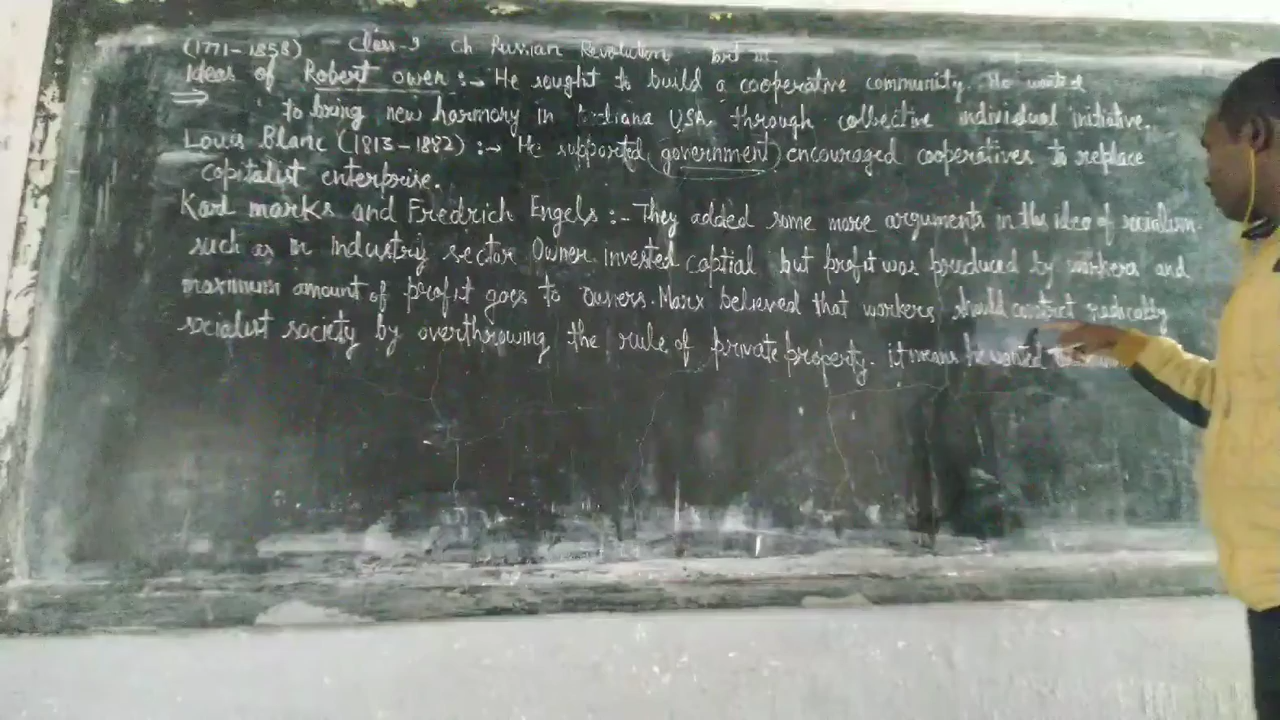 (1771-1858) Class-9 ch Russian Revolution
Ideas of Robert owen :→ He sought to build a cooperative community. He wanted
to bring new harmony in Indiana USA through collective individual initiative.
Louis Blanc (1813-1882) :→ He supported government encouraged cooperatives to replace
capitalist enterprise.
Karl marks and Fredrich Engels :- They added some more arguments in the idea of socialism
such as in Industriy sector Owner invested captial but profit was produced by workers and
maximum amount of profit goes to owners. Marx believed that workers should constract radically
socialist society by overthrowing the rule of private property. it means he wanted to